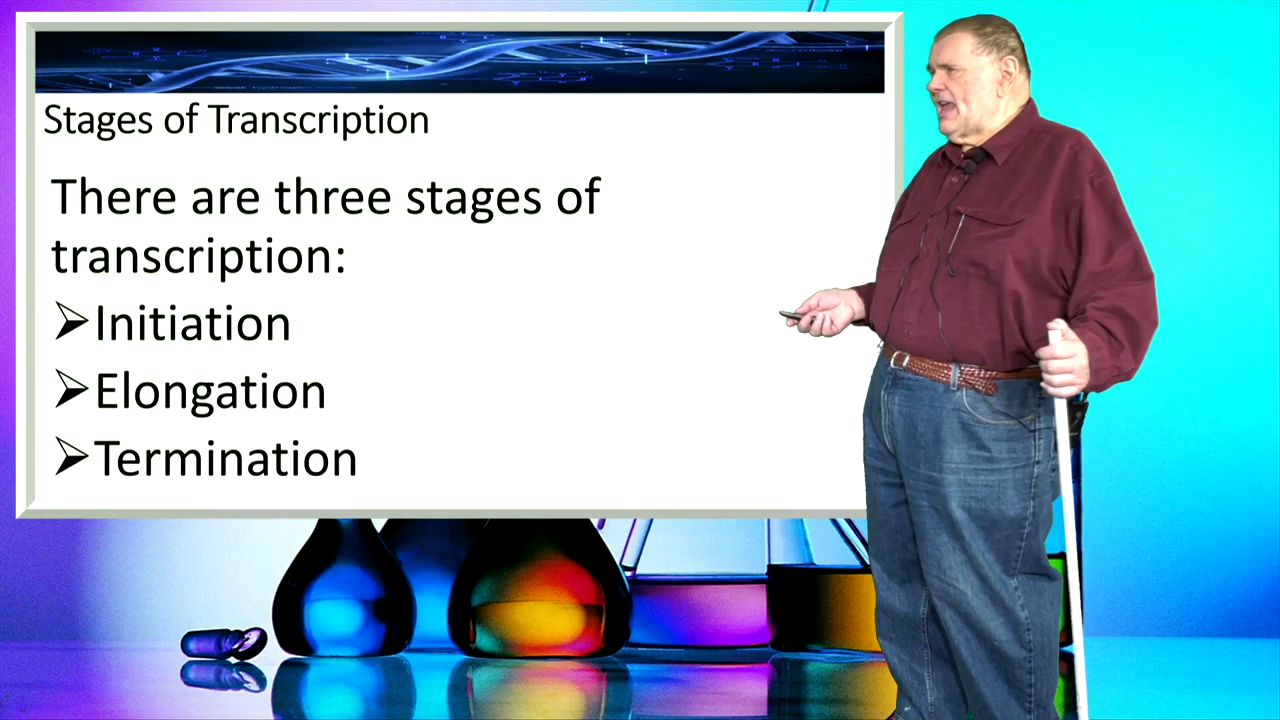 Stages of Transcription
There are three stages of
transcription:
➢Initiation
➢Elongation
➢Termination